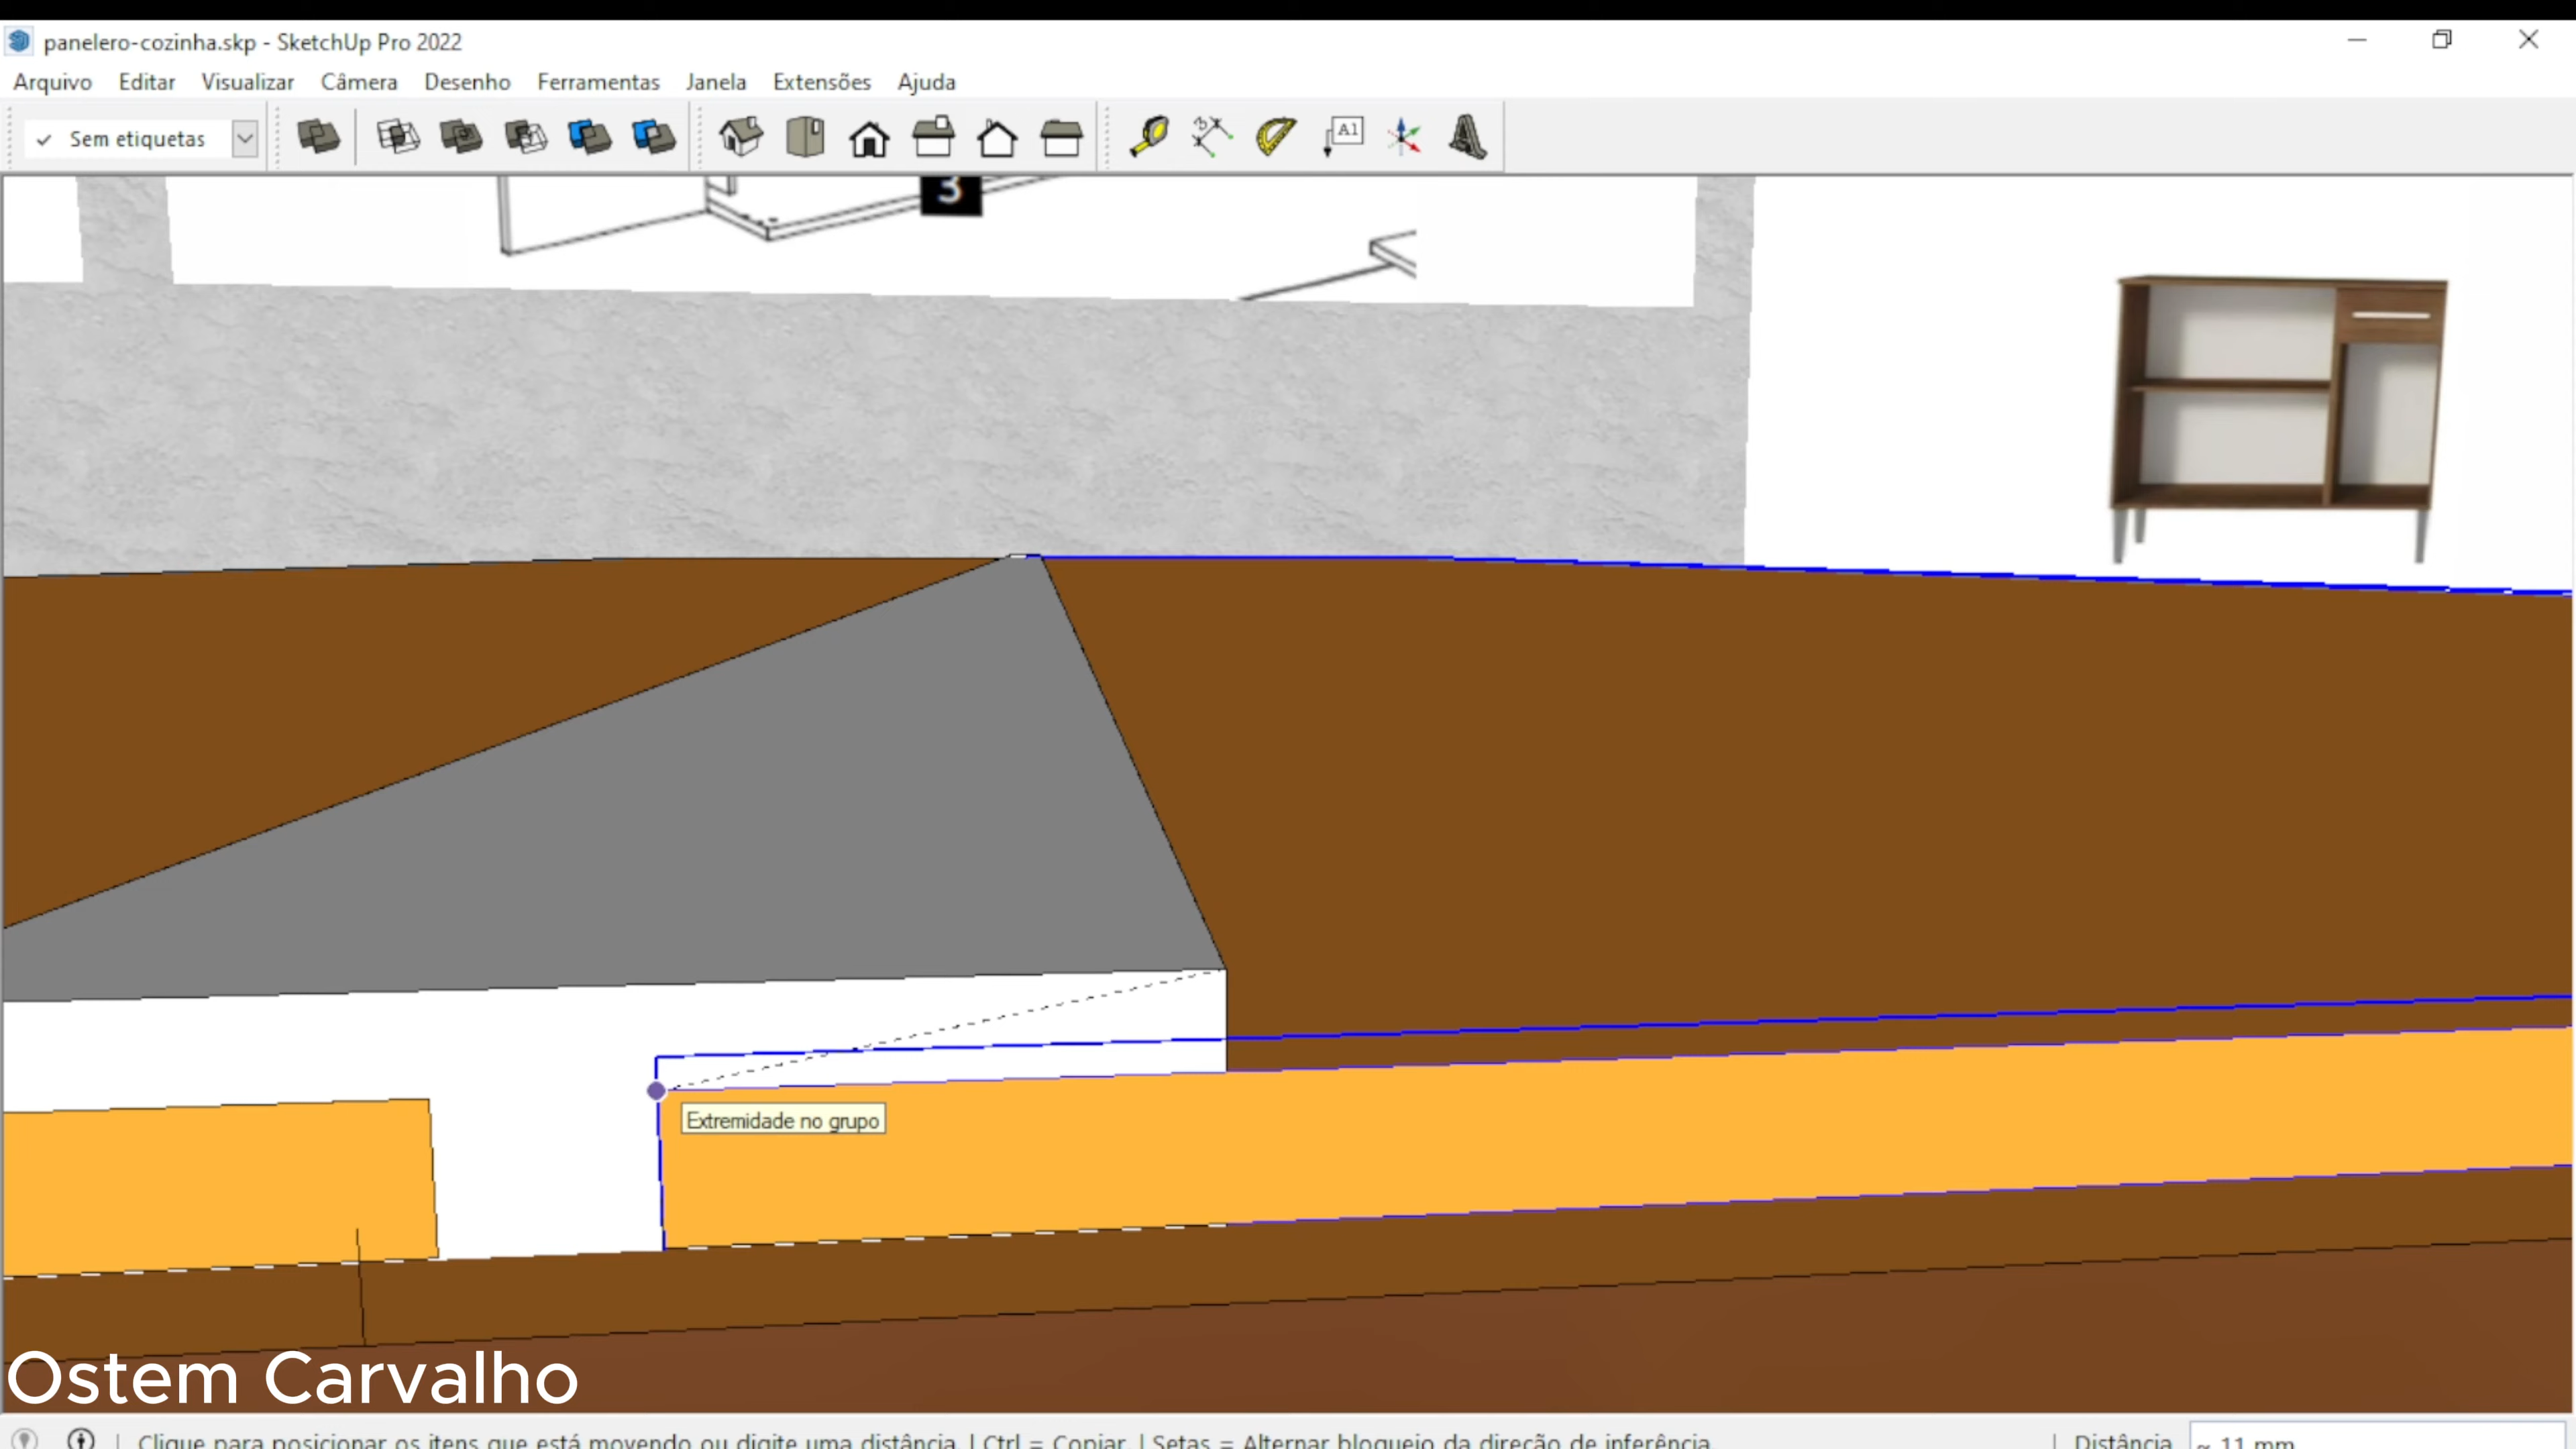 panelero-cozinha.skp - SketchUp Pro 2022
Arquivo Editar Visualizar Câmera Desenho Ferramentas Janela Extensões Ajuda
Sem etiquetas
A1
3
Extremidade no grupo
Ostem Carvalho
Clique para posicionar os itens que está movendo ou digite uma distância. | Ctrl = Copiar. | Setas = Alternar bloqueio da direção de inferência.
Distância ~ 11 mm